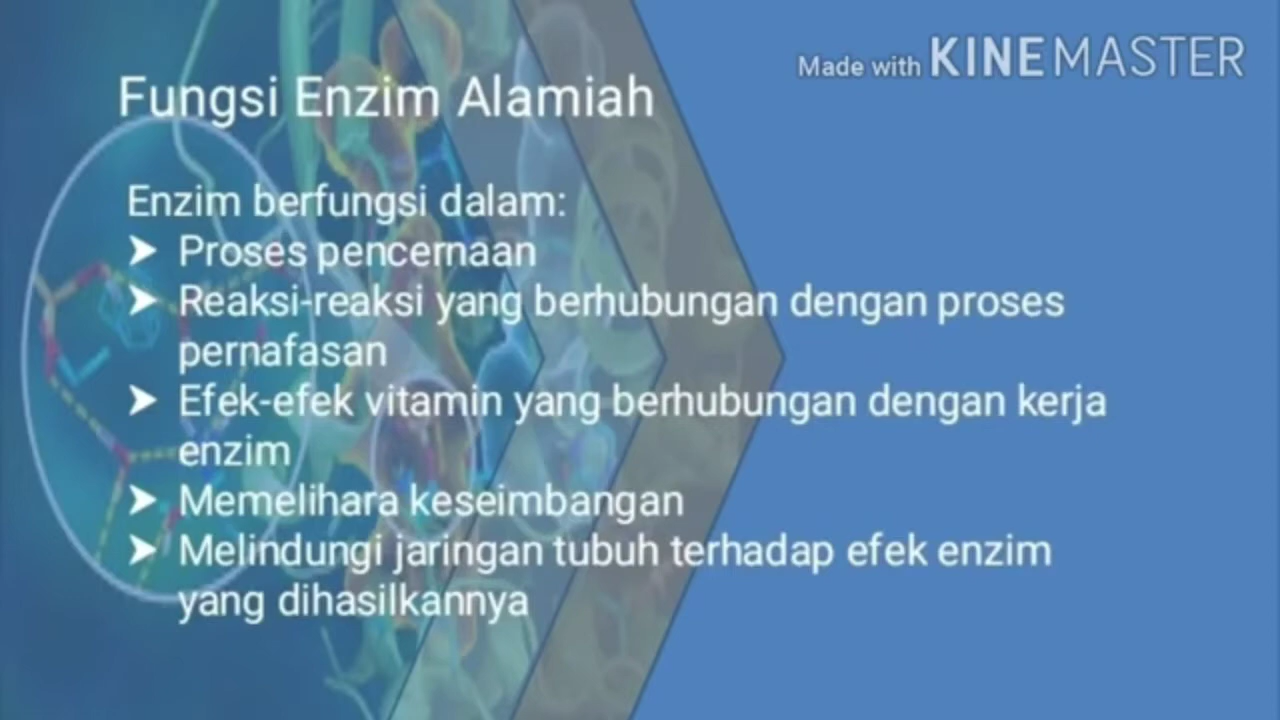 Made with KINEMASTER
Fungsi Enzim Alamiah
Enzim berfungsi dalam:
➤ Proses pencernaan
➤ Reaksi-reaksi yang berhubungan dengan proses
pernafasan
➤ Efek-efek vitamin yang berhubungan dengan kerja
enzim
➤ Memelihara keseimbangan
➤ Melindungi jaringan tubuh terhadap efek enzim
yang dihasilkannya